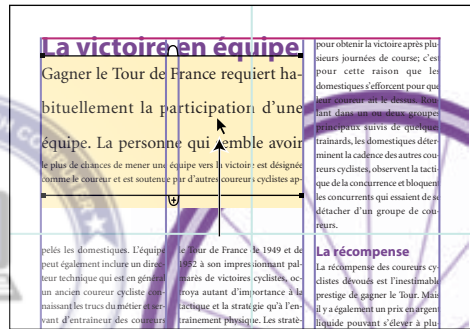 La victoire en équipe
Gagner le Tour de France requiert ha-
bituellement la participation d'une
équipe. La personne qui semble avoir
le plus de chances de mener une équipe vers la victoire est désignée
comme le coureur et est soutenue par d'autres coureurs cyclistes ap-
pelés les domestiques. L'équipe
peut également inclure un direc-
teur technique qui est en général
un ancien coureur cycliste con-
naissant les trucs du métier et ser-
vant d'entraineur des coureurs
le Tour de France de 1949 et de
1952 à son impressionnant pal-
marès de victoires cyclistes, oc-
troya autant d'importance à la
tactique et la stratégie qu'à l'en-
traînement physique. Les straté-
pour obtenir la victoire après plu-
sieurs journées de course; c'est
pour cette raison que les
domestiques s'efforcent pour que
leur coureur ait le dessus. Rou-
lant dans un ou deux groupes
principaux suivis de quelques
traînards, les domestiques déter-
minent la cadence des autres cou-
reurs cyclistes, observent la tacti-
que de la concurrence et bloquent
les concurrents qui essaient de se
détacher d'un groupe de cou-
reurs.
La récompense
La récompense des coureurs cy-
clistes dévoués est l'inestimable
prestige de gagner le Tour. Mais
il y a également un prix en argent
liquide pouvant s'élever à plu-